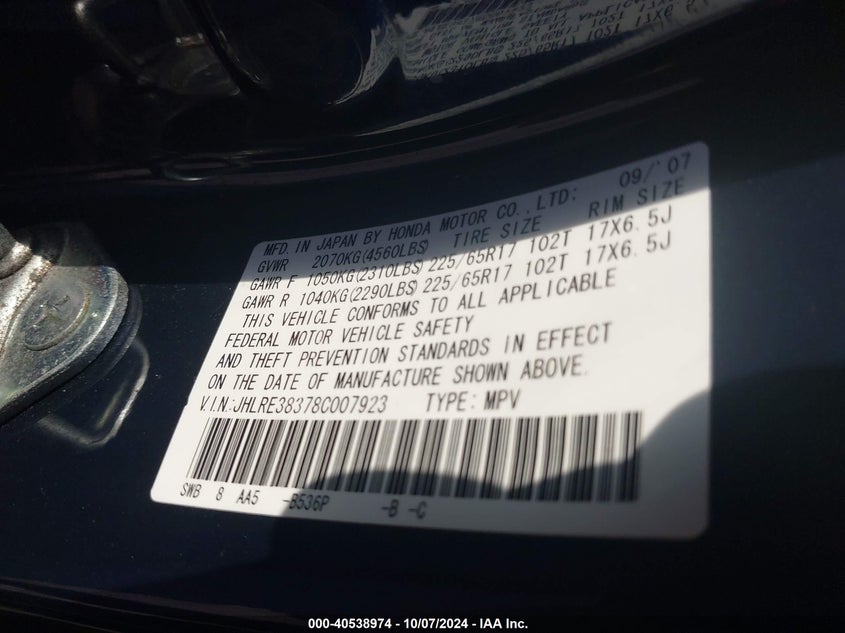 MFD. IN JAPAN BY HONDA MOTOR CO., LTD: 09/'07
GVWR 2070KG(4560LBS) TIRE SIZE RIM SIZE
GAWR F 1050KG(2310LBS) 225/65R17 102T 17X6.5J
GAWR R 1040KG(2290LBS) 225/65R17 102T 17X6.5J
THIS VEHICLE CONFORMS TO ALL APPLICABLE
FEDERAL MOTOR VEHICLE SAFETY
AND THEFT PREVENTION STANDARDS IN EFFECT
ON THE DATE OF MANUFACTURE SHOWN ABOVE.
V.I.N:JHLRE38378C007923 TYPE: MPV
SWB 8 AA5 -B536P -B -C
000-40538974 - 10/07/2024 - IAA Inc.